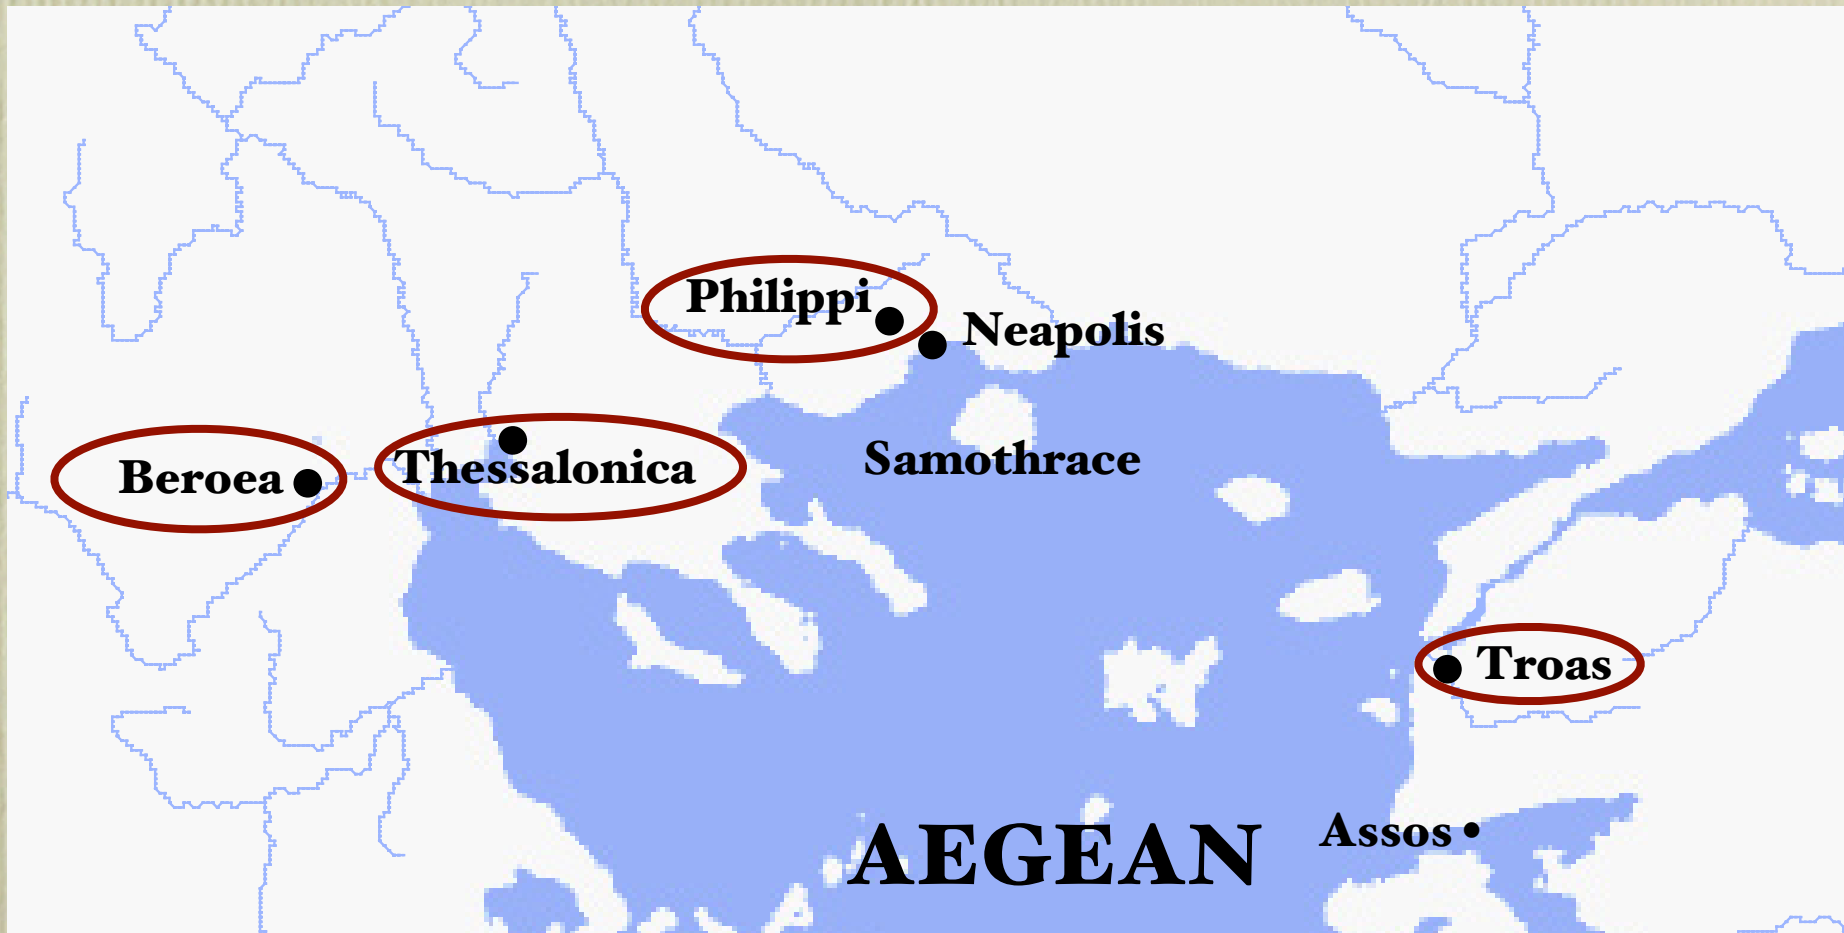 Philippi
Neapolis
Beroea
Thessalonica
Samothrace
Troas
Assos
AEGEAN